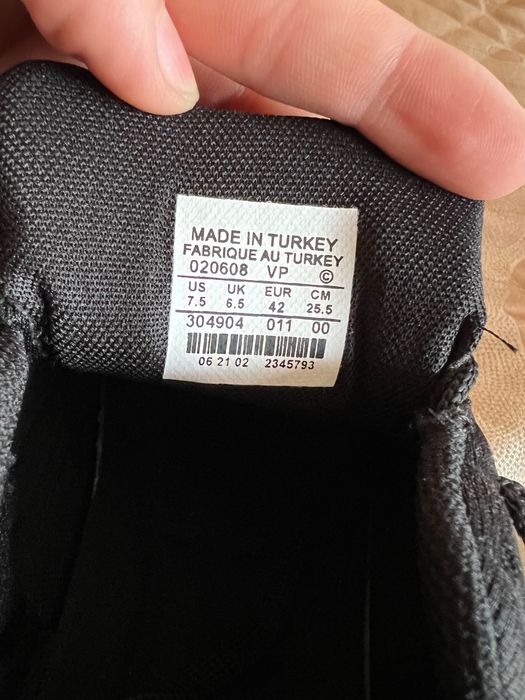 MADE IN TURKEY
FABRIQUE AU TURKEY
020608 VP ©
US UK EUR CM
7.5 6.5 42 25.5
304904 011 00
06 21 02 2345793